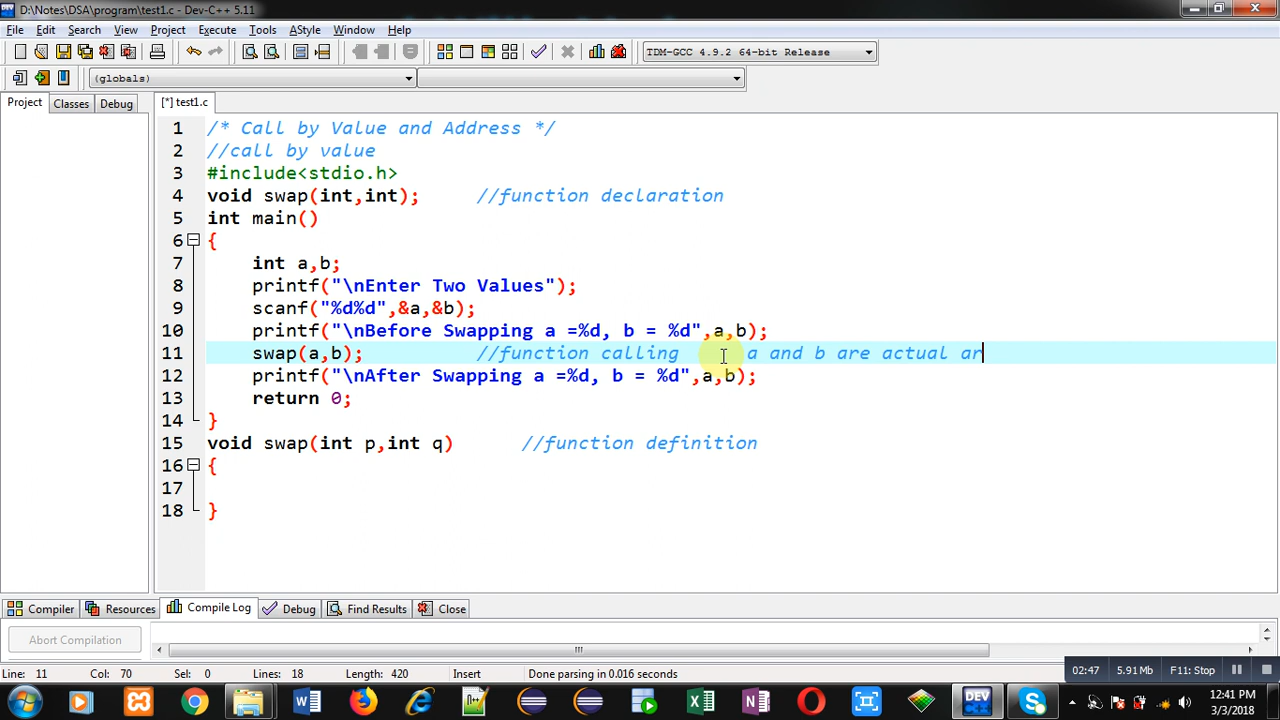 D:\Notes\DSA\program\test1.c - Dev-C++ 5.11
File Edit Search View Project Execute Tools AStyle Window Help
TDM-GCC 4.9.2 64-bit Release
(globals)
Project Classes Debug [*] test1.c
1 /* Call by Value and Address */
2 //call by value
3 #include<stdio.h>
4 void swap(int,int); //function declaration
5 int main()
6 {
7 int a,b;
8 printf("\nEnter Two Values");
9 scanf("%d%d",&a,&b);
10 printf("\nBefore Swapping a =%d, b = %d",a,b);
11 swap(a,b); //function calling a and b are actual ar
12 printf("\nAfter Swapping a =%d, b = %d",a,b);
13 return 0;
14 }
15 void swap(int p,int q) //function definition
16 {
17
18 }
Compiler Resources Compile Log Debug Find Results Close
Abort Compilation
Line: 11 Col: 70 Sel: 0 Lines: 18 Length: 420 Insert Done parsing in 0.016 seconds
02:47 5.91 Mb F11: Stop
DEV
12:41 PM
3/3/2018